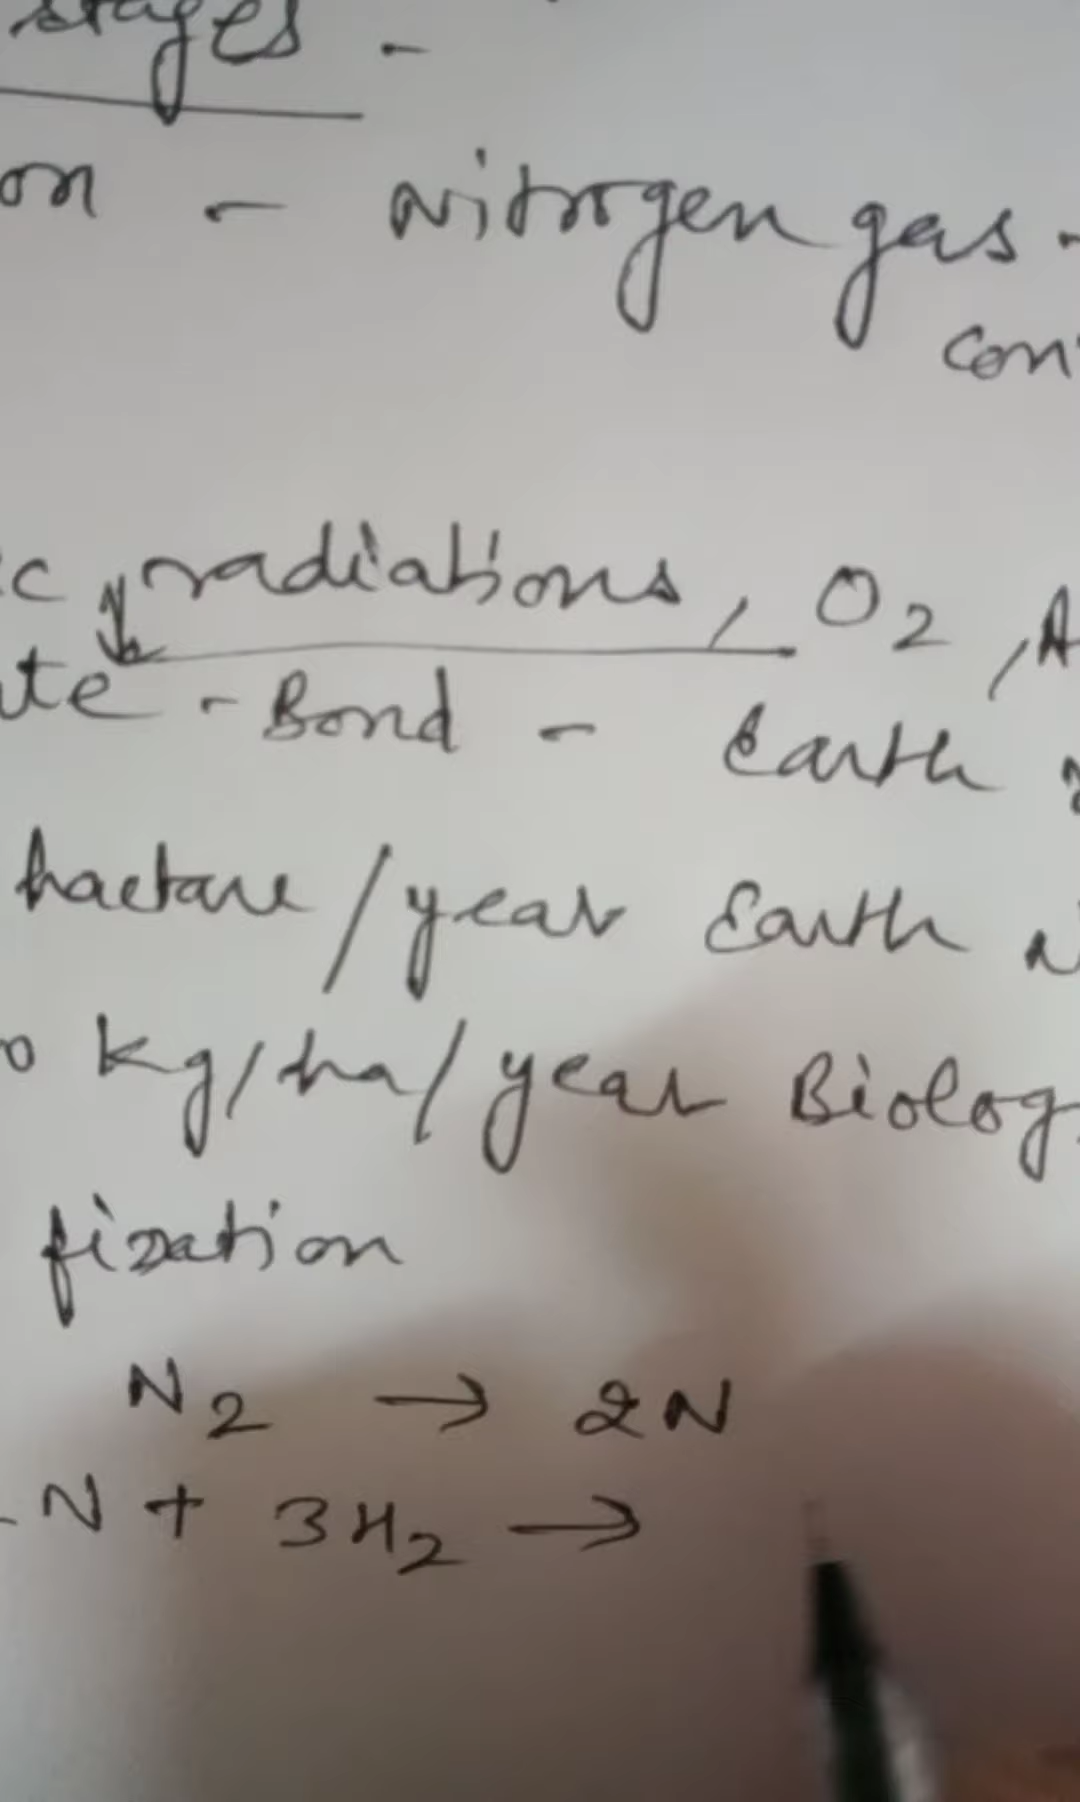 stages -
on - Nitrogen gas -
con
c radiations, O2, A
te - Bond - Earth
hactare/year Earth
0 kg/ha/year Biolog
fixation
N2 → 2N
N + 3H2 →